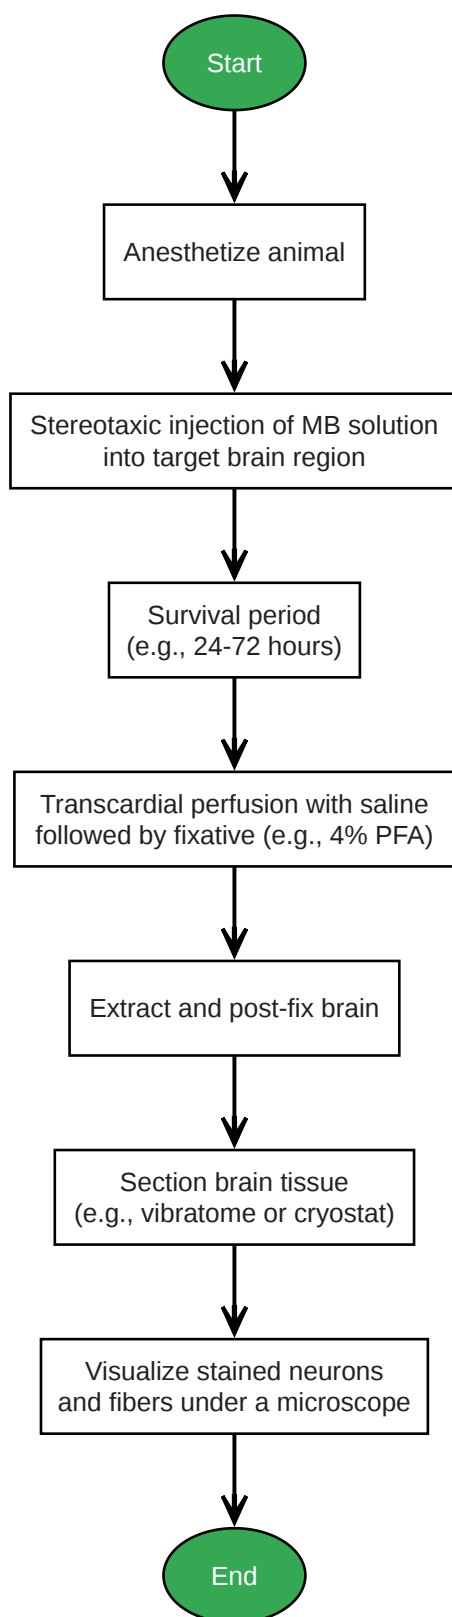 Start
Anesthetize animal
Stereotaxic injection of MB solution
into target brain region
Survival period
(e.g., 24-72 hours)
Transcardial perfusion with saline
followed by fixative (e.g., 4% PFA)
Extract and post-fix brain
Section brain tissue
(e.g., vibratome or cryostat)
Visualize stained neurons
and fibers under a microscope
End